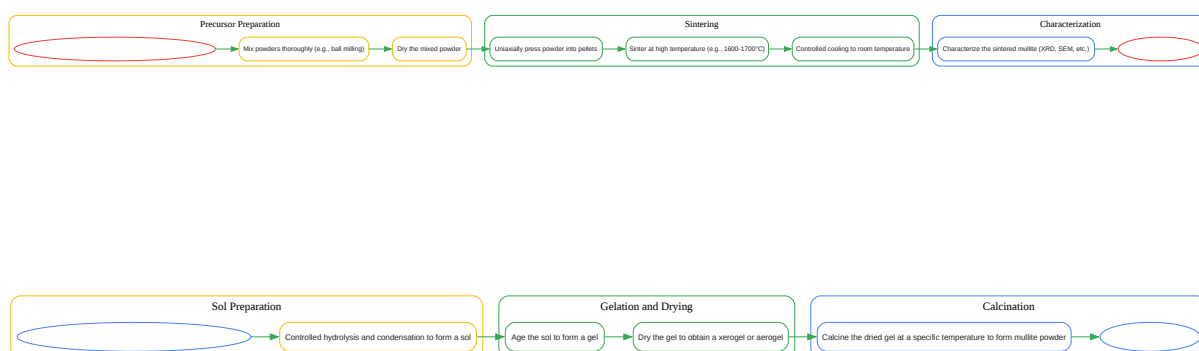 Precursor Preparation
Sintering
Characterization
Mix powders thoroughly (e.g., ball milling)
Dry the mixed powder
Uniaxially press powder into pellets
Sinter at high temperature (e.g., 1600-1700°C)
Controlled cooling to room temperature
Characterize the sintered mullite (XRD, SEM, etc.)
Sol Preparation
Gelation and Drying
Calcination
Controlled hydrolysis and condensation to form a sol
Age the sol to form a gel
Dry the gel to obtain a xerogel or aerogel
Calcine the dried gel at a specific temperature to form mullite powder